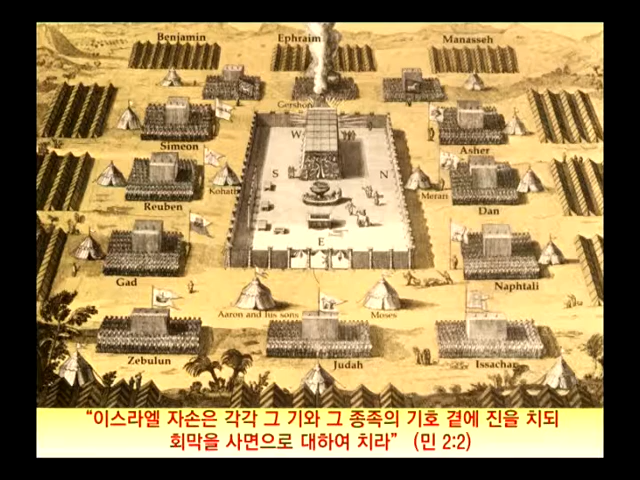 Benjamin Ephraim Manasseh
Gershon
W
Simeon Asher
S N
Kohath Merari
Reuben Dan
E
Gad Naphtali
Aaron and his sons Moses
Zebulun Judah Issachar
“이스라엘 자손은 각각 그 기와 그 종족의 기호 곁에 진을 치되
회막을 사면으로 대하여 치라” (민 2:2)